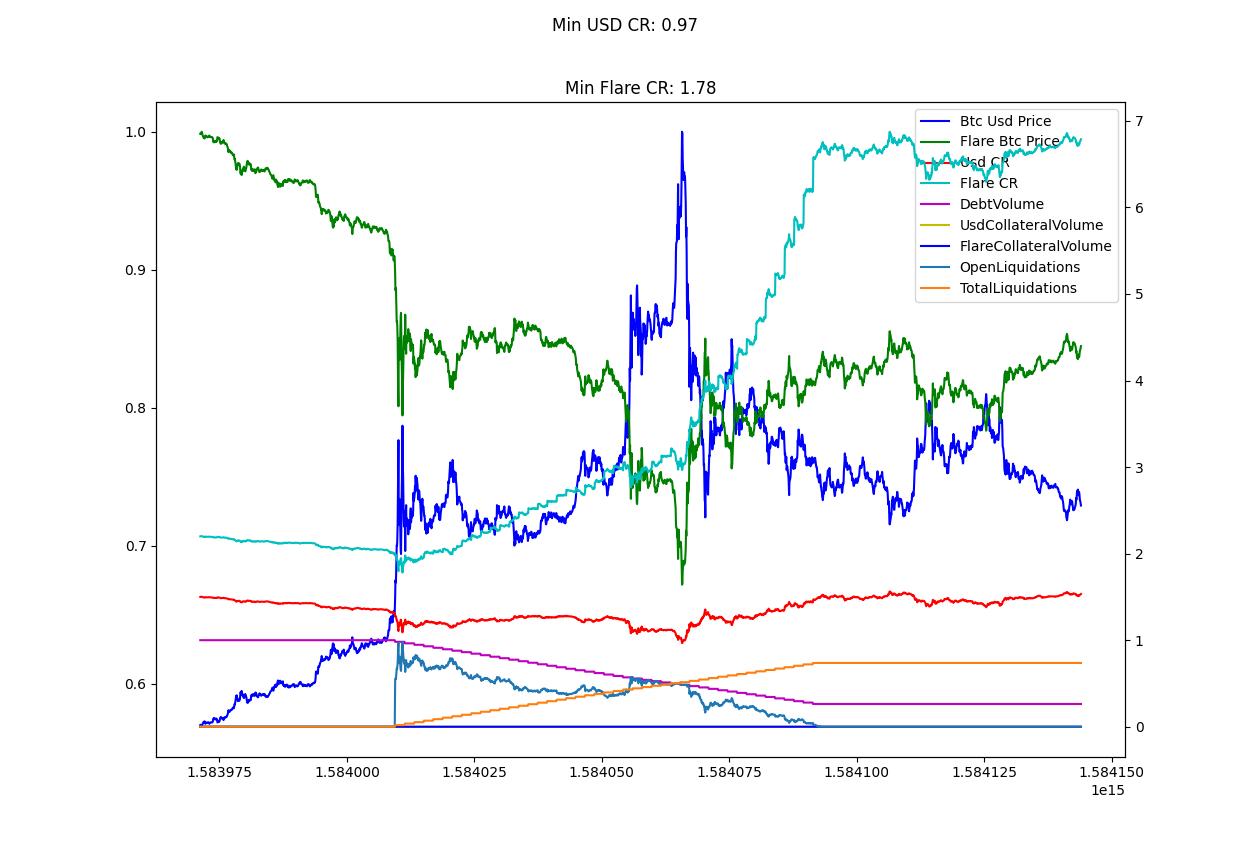 Min USD CR: 0.97
Min Flare CR: 1.78
Btc Usd Price
Flare Btc Price
Usd CR
Flare CR
DebtVolume
UsdCollateralVolume
FlareCollateralVolume
OpenLiquidations
TotalLiquidations
1.0
0.9
0.8
0.7
0.6
7
6
5
4
3
2
1
0
1.583975 1.584000 1.584025 1.584050 1.584075 1.584100 1.584125 1.584150
1e15